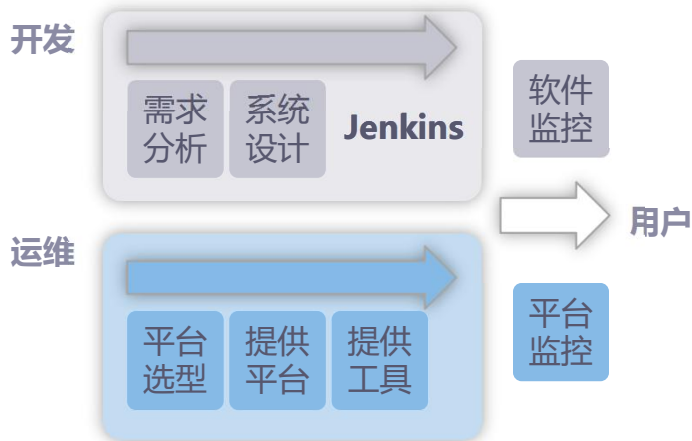 开发
需求
分析
系统
设计
Jenkins
软件
监控
用户
运维
平台
选型
提供
平台
提供
工具
平台
监控